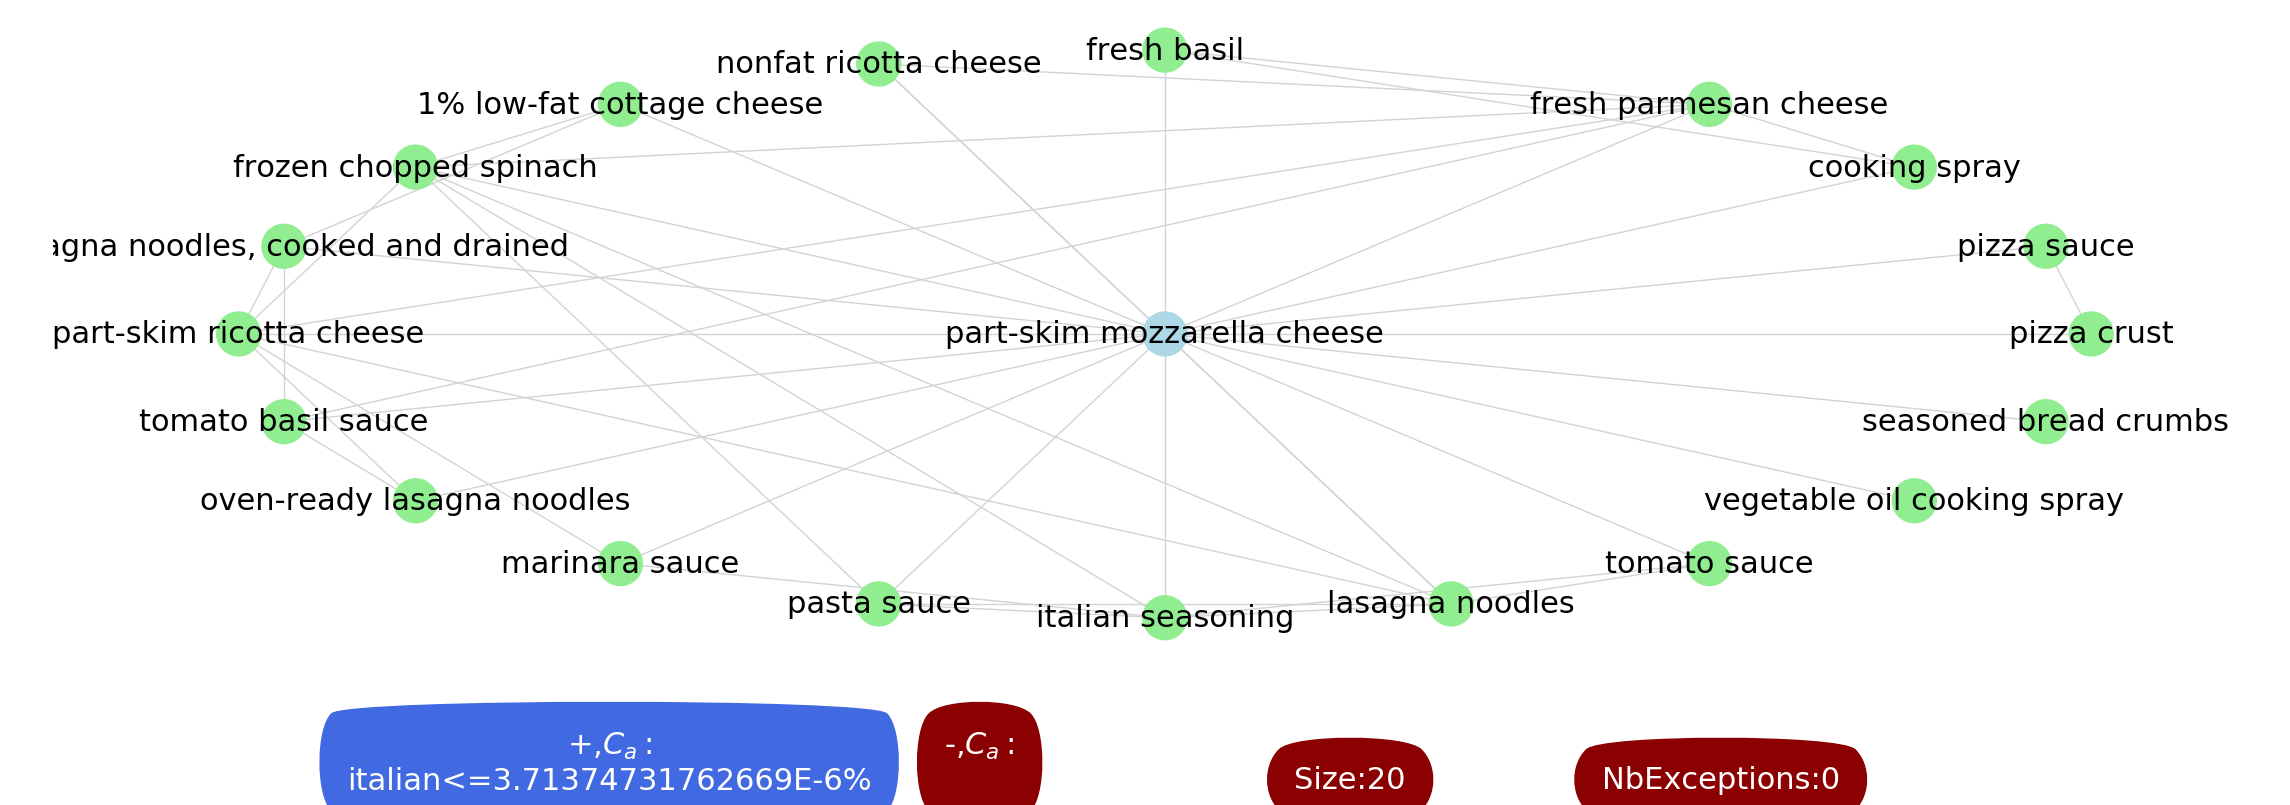 fresh basil
nonfat ricotta cheese
1% low-fat cottage cheese
fresh parmesan cheese
frozen chopped spinach
cooking spray
agna noodles, cooked and drained
pizza sauce
part-skim ricotta cheese
part-skim mozzarella cheese
pizza crust
tomato basil sauce
seasoned bread crumbs
oven-ready lasagna noodles
vegetable oil cooking spray
marinara sauce
tomato sauce
pasta sauce
italian seasoning
lasagna noodles
+,Ca :
italian<=3.71374731762669E-6%
-,Ca :
Size:20
NbExceptions:0